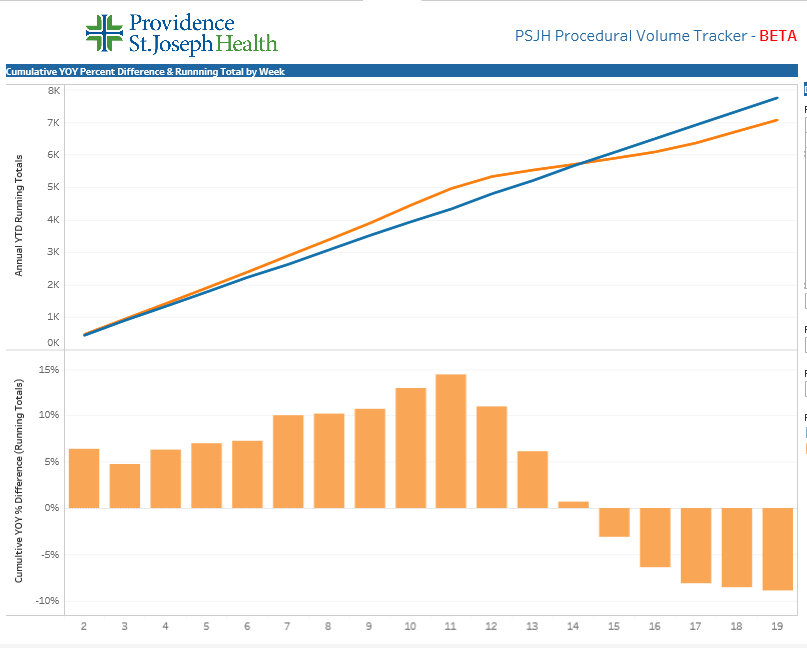 Providence
St.Joseph Health
PSJH Procedural Volume Tracker - BETA
Cumulative YOY Percent Difference & Runnning Total by Week
Annual YTD Running Totals
8K
7K
6K
5K
4K
3K
2K
1K
0K
Cumultive YOY % Difference (Running Totals)
15%
10%
5%
0%
-5%
-10%
2 3 4 5 6 7 8 9 10 11 12 13 14 15 16 17 18 19